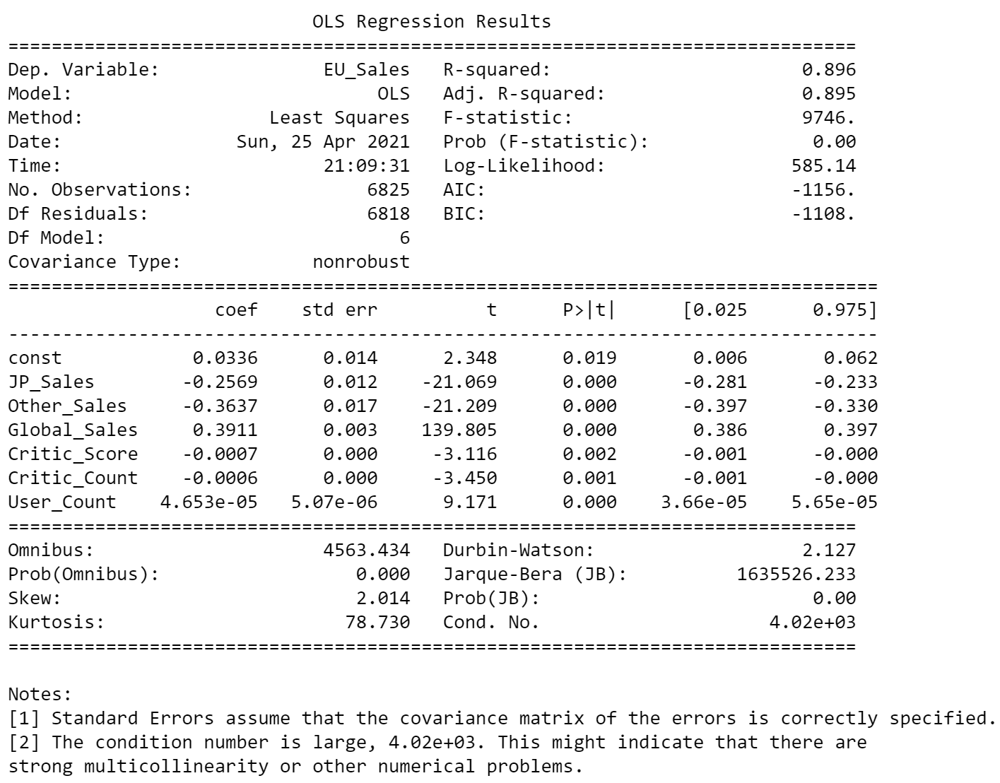 OLS Regression Results
==============================================================================
Dep. Variable:               EU_Sales   R-squared:                       0.896
Model:                            OLS   Adj. R-squared:                  0.895
Method:                 Least Squares   F-statistic:                     9746.
Date:                Sun, 25 Apr 2021   Prob (F-statistic):               0.00
Time:                        21:09:31   Log-Likelihood:                 585.14
No. Observations:                6825   AIC:                            -1156.
Df Residuals:                    6818   BIC:                            -1108.
Df Model:                           6
Covariance Type:            nonrobust
================================================================================
                   coef    std err          t      P>|t|      [0.025      0.975]
--------------------------------------------------------------------------------
const            0.0336      0.014      2.348      0.019       0.006       0.062
JP_Sales        -0.2569      0.012    -21.069      0.000      -0.281      -0.233
Other_Sales     -0.3637      0.017    -21.209      0.000      -0.397      -0.330
Global_Sales     0.3911      0.003    139.805      0.000       0.386       0.397
Critic_Score    -0.0007      0.000     -3.116      0.002      -0.001      -0.000
Critic_Count    -0.0006      0.000     -3.450      0.001      -0.001      -0.000
User_Count    4.653e-05   5.07e-06      9.171      0.000    3.66e-05    5.65e-05
==============================================================================
Omnibus:                     4563.434   Durbin-Watson:                   2.127
Prob(Omnibus):                  0.000   Jarque-Bera (JB):          1635526.233
Skew:                           2.014   Prob(JB):                         0.00
Kurtosis:                      78.730   Cond. No.                     4.02e+03
==============================================================================
Notes:
[1] Standard Errors assume that the covariance matrix of the errors is correctly specified.
[2] The condition number is large, 4.02e+03. This might indicate that there are
strong multicollinearity or other numerical problems.